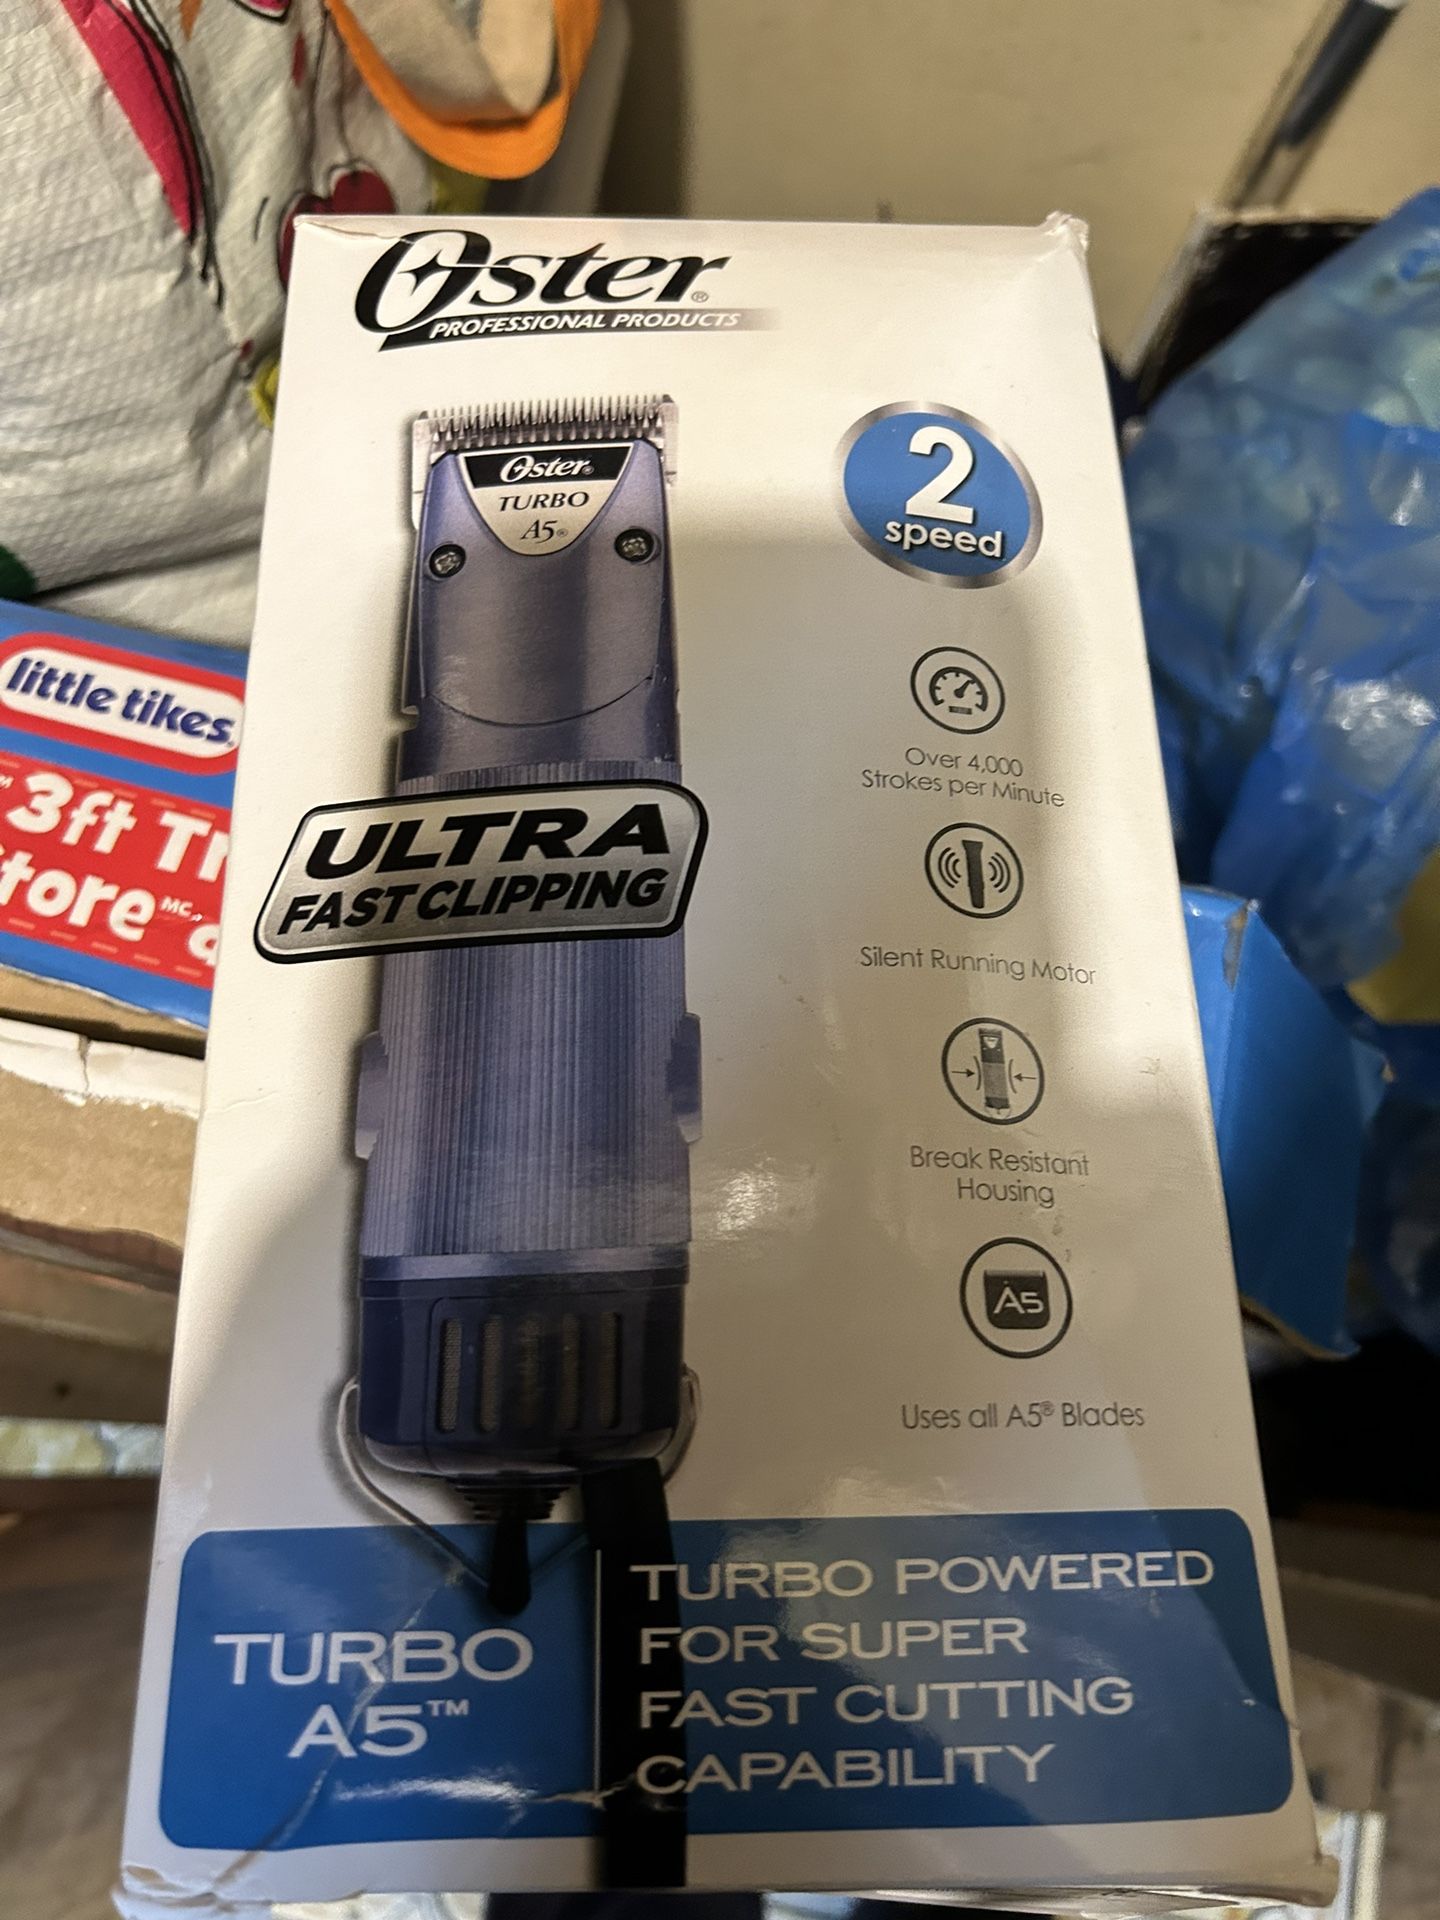 Oster®
PROFESSIONAL PRODUCTS
Oster®
TURBO
A5®
2
speed
Over 4,000
Strokes per Minute
ULTRA
FAST CLIPPING
Silent Running Motor
Break Resistant
Housing
A5
Uses all A5® Blades
TURBO
A5™
TURBO POWERED
FOR SUPER
FAST CUTTING
CAPABILITY
little tikes
3ft
MC